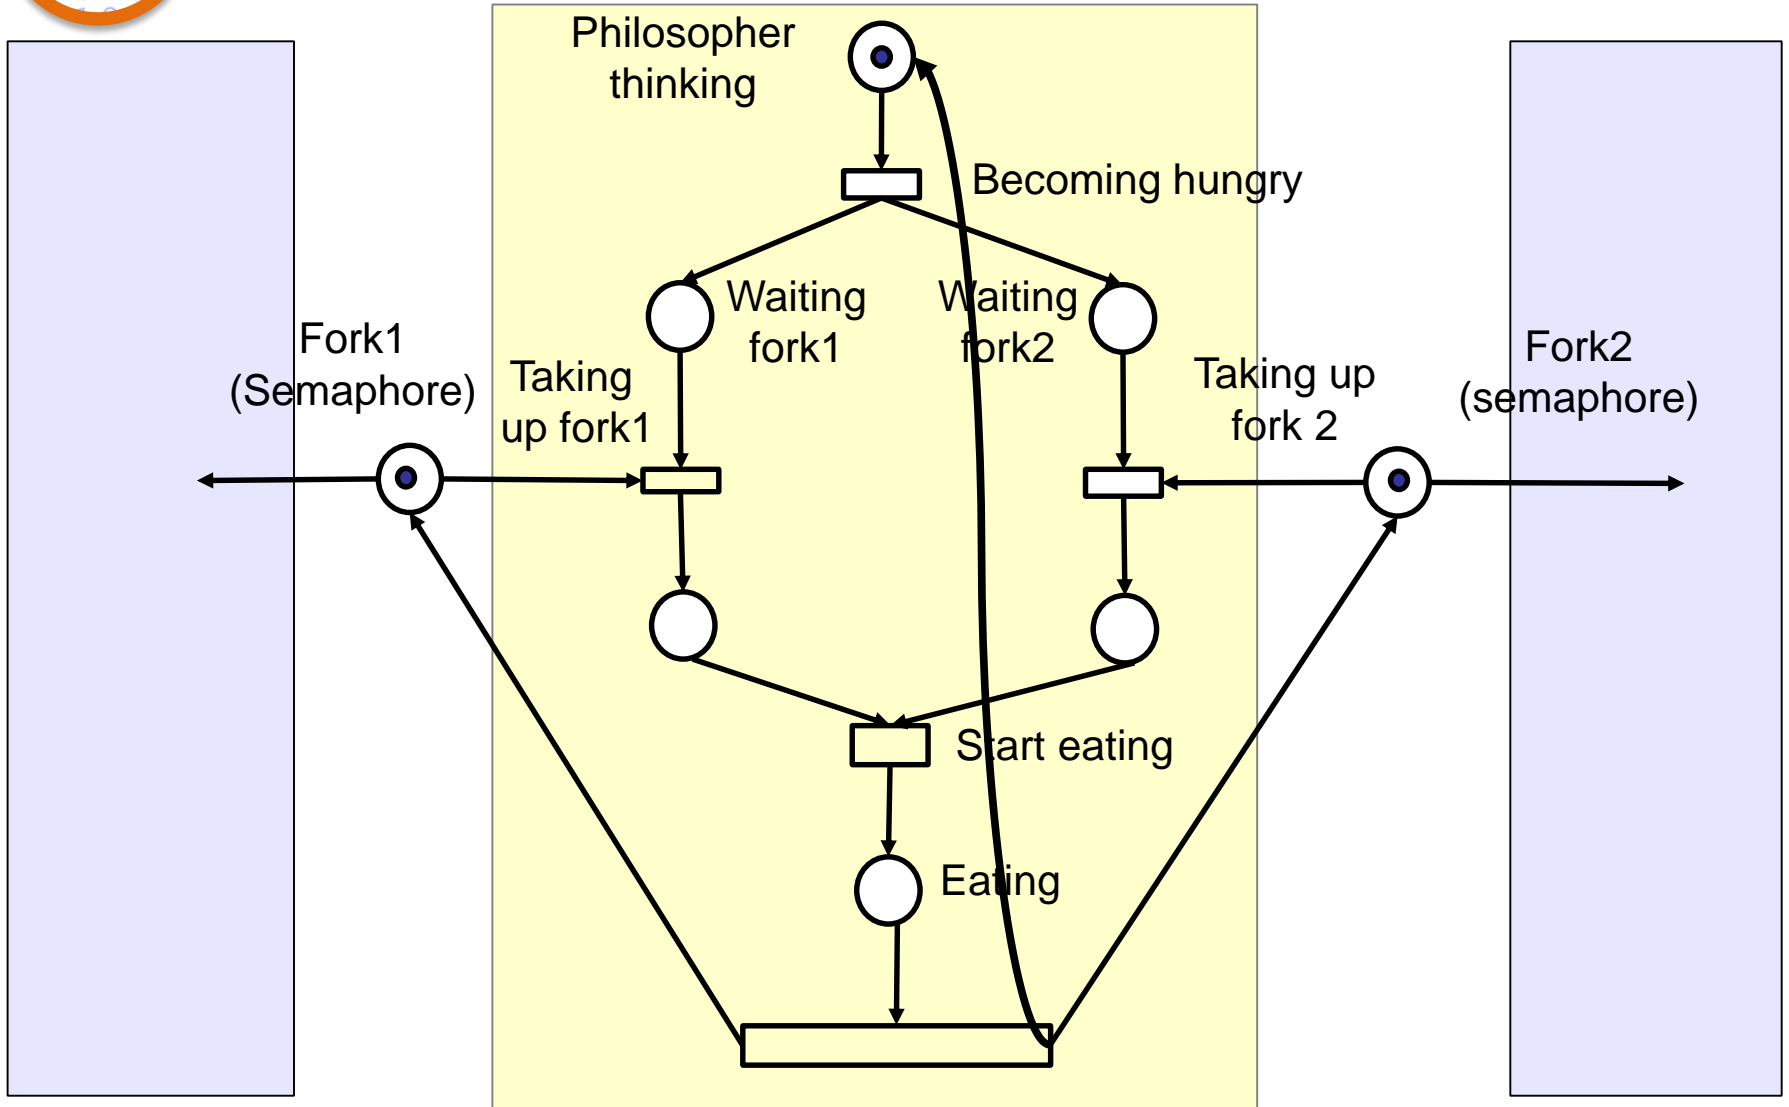 Philosopher
thinking
Becoming hungry
Waiting
fork1
Waiting
fork2
Fork1
(Semaphore)
Taking
up fork1
Taking up
fork 2
Fork2
(semaphore)
Start eating
Eating